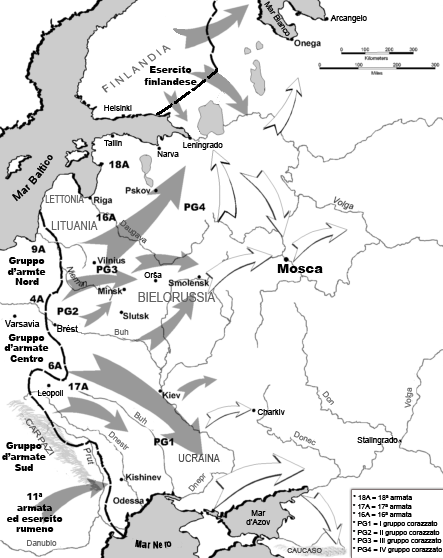 Mar Bianco
Arcangelo
Onega
Kilometers
Miles
FINLANDIA
Esercito
finlandese
Helsinki
Leningrado
Tallin
Narva
Mar Baltico
18A
LETTONIA
Riga
Pskov
16A
PG4
LITUANIA
Daugava
Volga
9A
Gruppo
d'armte
Nord
Vilnius
PG3
Niemen
Orša
Smolensk
Mosca
Minsk
BIELORUSSIA
4A
PG2
Slutsk
Varsavia
Brést
Buh
Gruppo
d'armate
Centro
6A
17A
Leopoli
Kiev
Don
Volga
Charkiv
Buh
Dnestr
PG1
Donec
Stalingrado
CARPAZI
Gruppo
d'armate
Sud
Prut
UCRAINA
Kishinev
Dnepr
11ª
armata
ed esercito
rumeno
Odessa
Danubio
Mar Nero
Mar
d'Azov
CAUCASO
* 18A = 18ª armata
* 17A = 17ª armata
* 16A = 16ª armata
* PG1 = I gruppo corazzato
* PG2 = II gruppo corazzato
* PG3 = III gruppo corazzato
* PG4 = IV gruppo corazzato